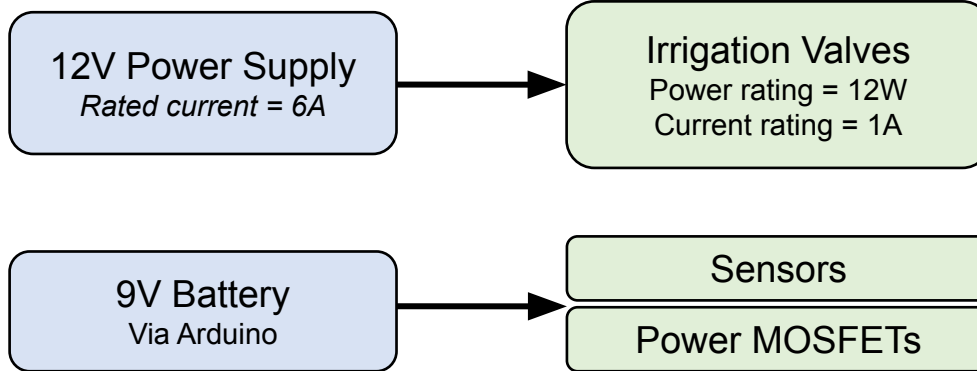 12V Power Supply
Rated current = 6A
Irrigation Valves
Power rating = 12W
Current rating = 1A
9V Battery
Via Arduino
Sensors
Power MOSFETs